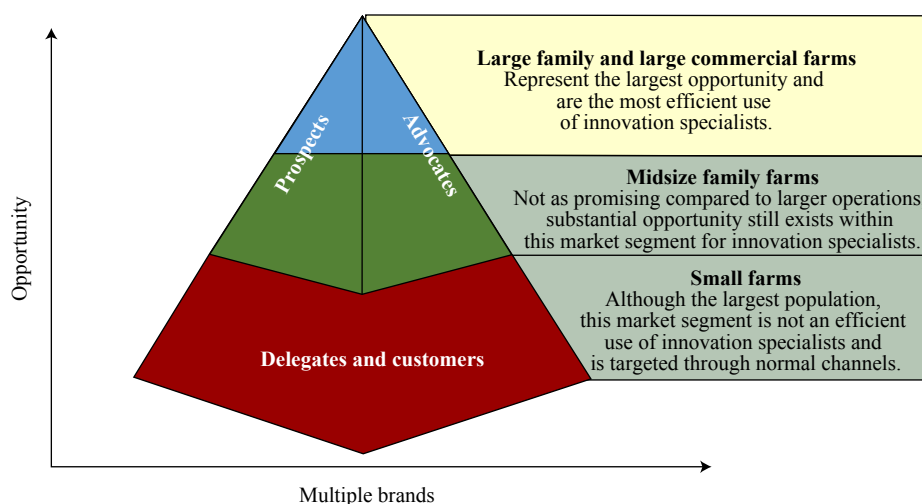 Large family and large commercial farms
Represent the largest opportunity and
are the most efficient use
of innovation specialists.
Prospects
Advocates
Midsize family farms
Not as promising compared to larger operations
substantial opportunity still exists within
this market segment for innovation specialists.
Small farms
Although the largest population,
this market segment is not an efficient
use of innovation specialists and
is targeted through normal channels.
Delegates and customers
Opportunity
Multiple brands